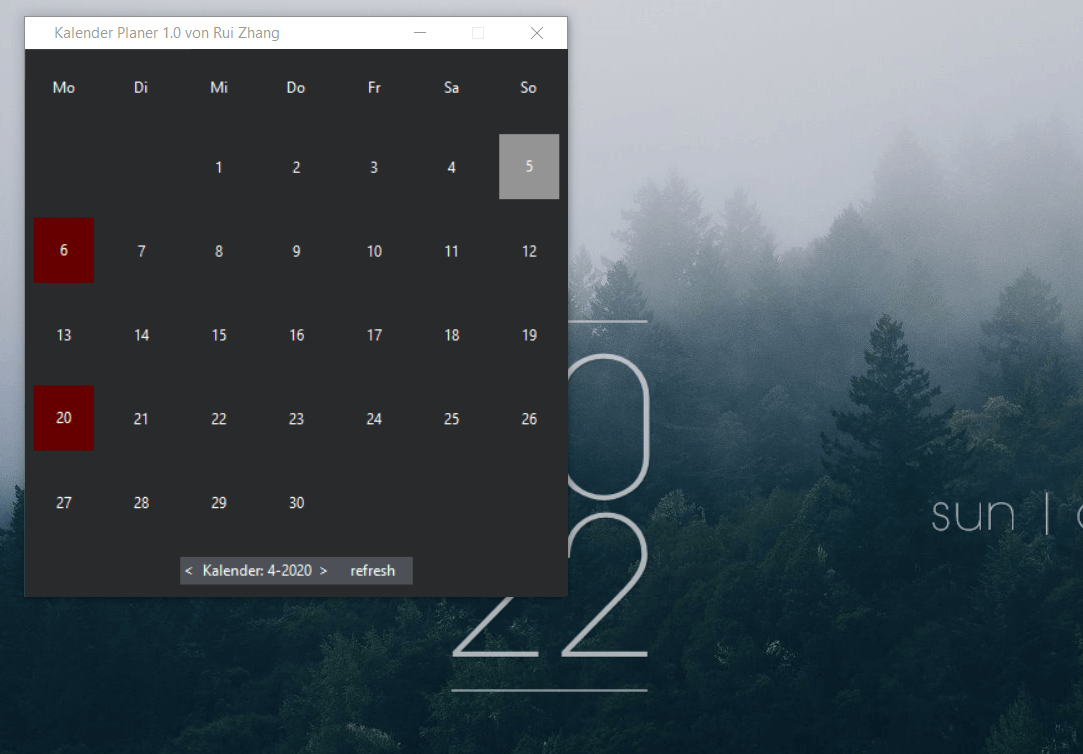 Kalender Planer 1.0 von Rui Zhang
Mo Di Mi Do Fr Sa So
1 2 3 4 5
6 7 8 9 10 11 12
13 14 15 16 17 18 19
20 21 22 23 24 25 26
27 28 29 30
< Kalender: 4-2020 > refresh
0
22
sun |